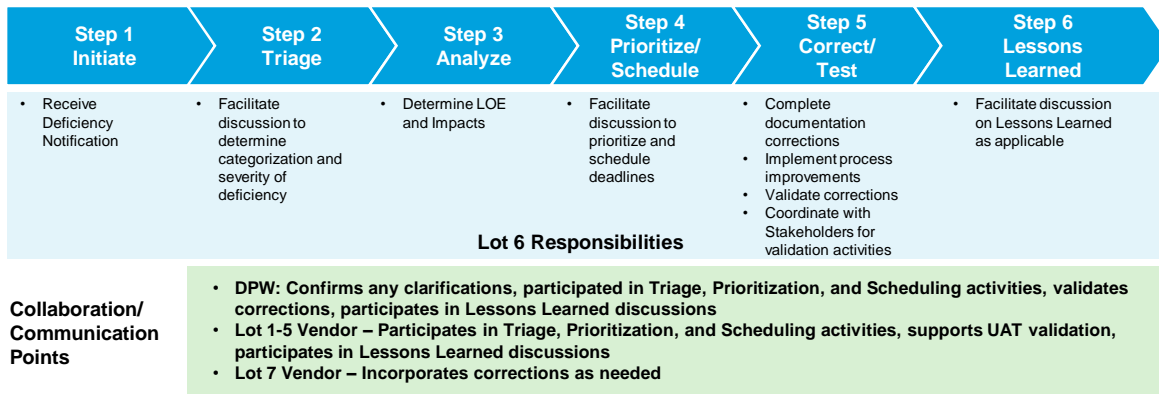 Step 1
Initiate
Step 2
Triage
Step 3
Analyze
Step 4
Prioritize/
Schedule
Step 5
Correct/
Test
Step 6
Lessons
Learned
• Receive
Deficiency
Notification
• Facilitate
discussion to
determine
categorization and
severity of
deficiency
• Determine LOE
and Impacts
• Facilitate
discussion to
prioritize and
schedule
deadlines
• Complete
documentation
corrections
• Implement process
improvements
• Validate corrections
• Coordinate with
Stakeholders for
validation activities
• Facilitate discussion
on Lessons Learned
as applicable
Lot 6 Responsibilities
Collaboration/
Communication
Points
• DPW: Confirms any clarifications, participated in Triage, Prioritization, and Scheduling activities, validates
corrections, participates in Lessons Learned discussions
• Lot 1-5 Vendor – Participates in Triage, Prioritization, and Scheduling activities, supports UAT validation,
participates in Lessons Learned discussions
• Lot 7 Vendor – Incorporates corrections as needed